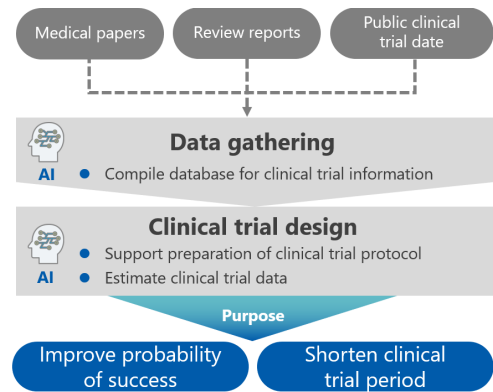 Medical papers
Review reports
Public clinical
trial date
Data gathering
AI
● Compile database for clinical trial information
Clinical trial design
● Support preparation of clinical trial protocol
AI
● Estimate clinical trial data
Purpose
Improve probability
of success
Shorten clinical
trial period